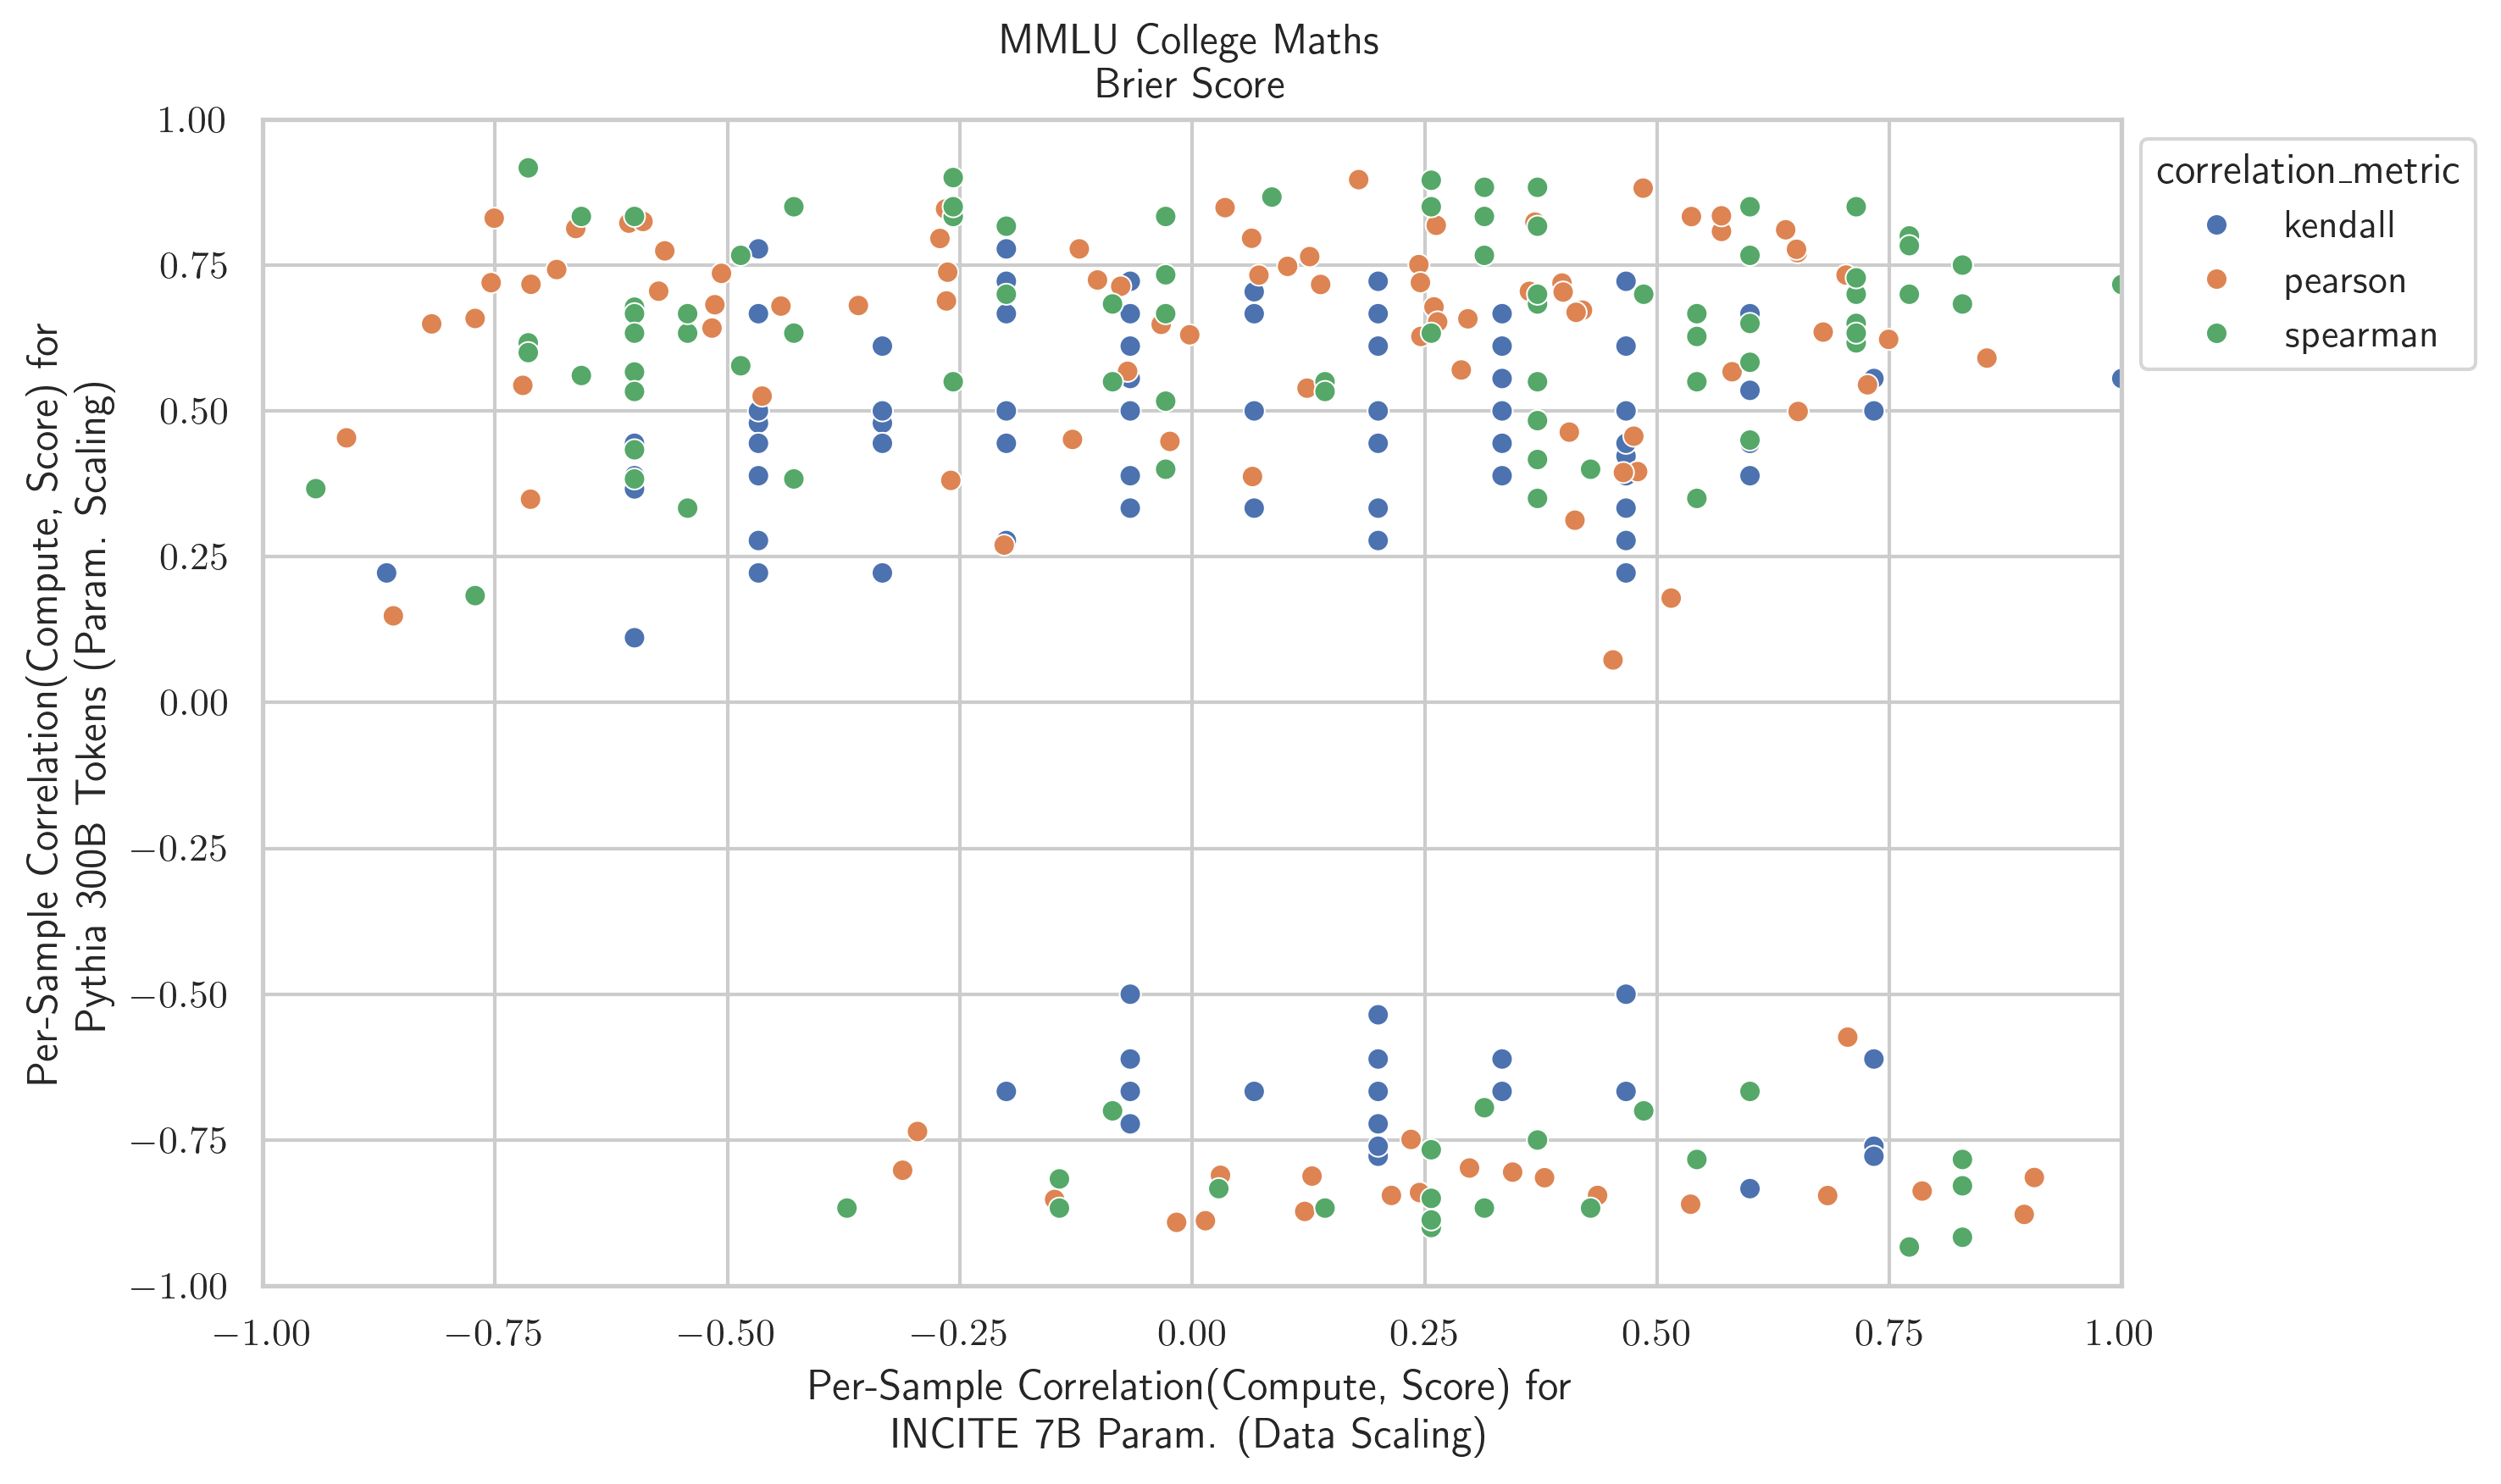 MMLU College Maths
Brier Score
Per-Sample Correlation(Compute, Score) for
Pythia 300B Tokens (Param. Scaling)
1.00
0.75
0.50
0.25
0.00
−0.25
−0.50
−0.75
−1.00
−1.00 −0.75 −0.50 −0.25 0.00 0.25 0.50 0.75 1.00
Per-Sample Correlation(Compute, Score) for
INCITE 7B Param. (Data Scaling)
correlation_metric
kendall
pearson
spearman